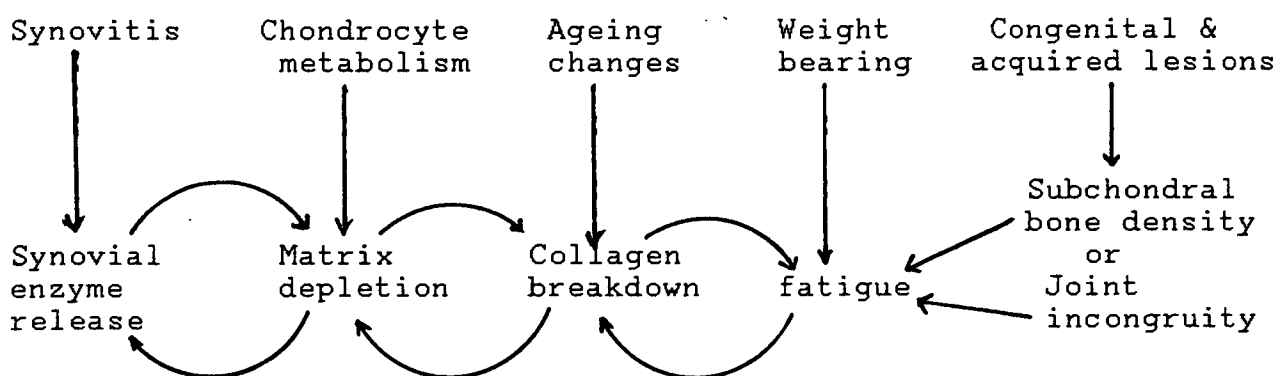 Synovitis
Chondrocyte
metabolism
Ageing
changes
Weight
bearing
Congenital &
acquired lesions
Synovial
enzyme
release
Matrix
depletion
Collagen
breakdown
fatigue
Subchondral
bone density
or
Joint
incongruity